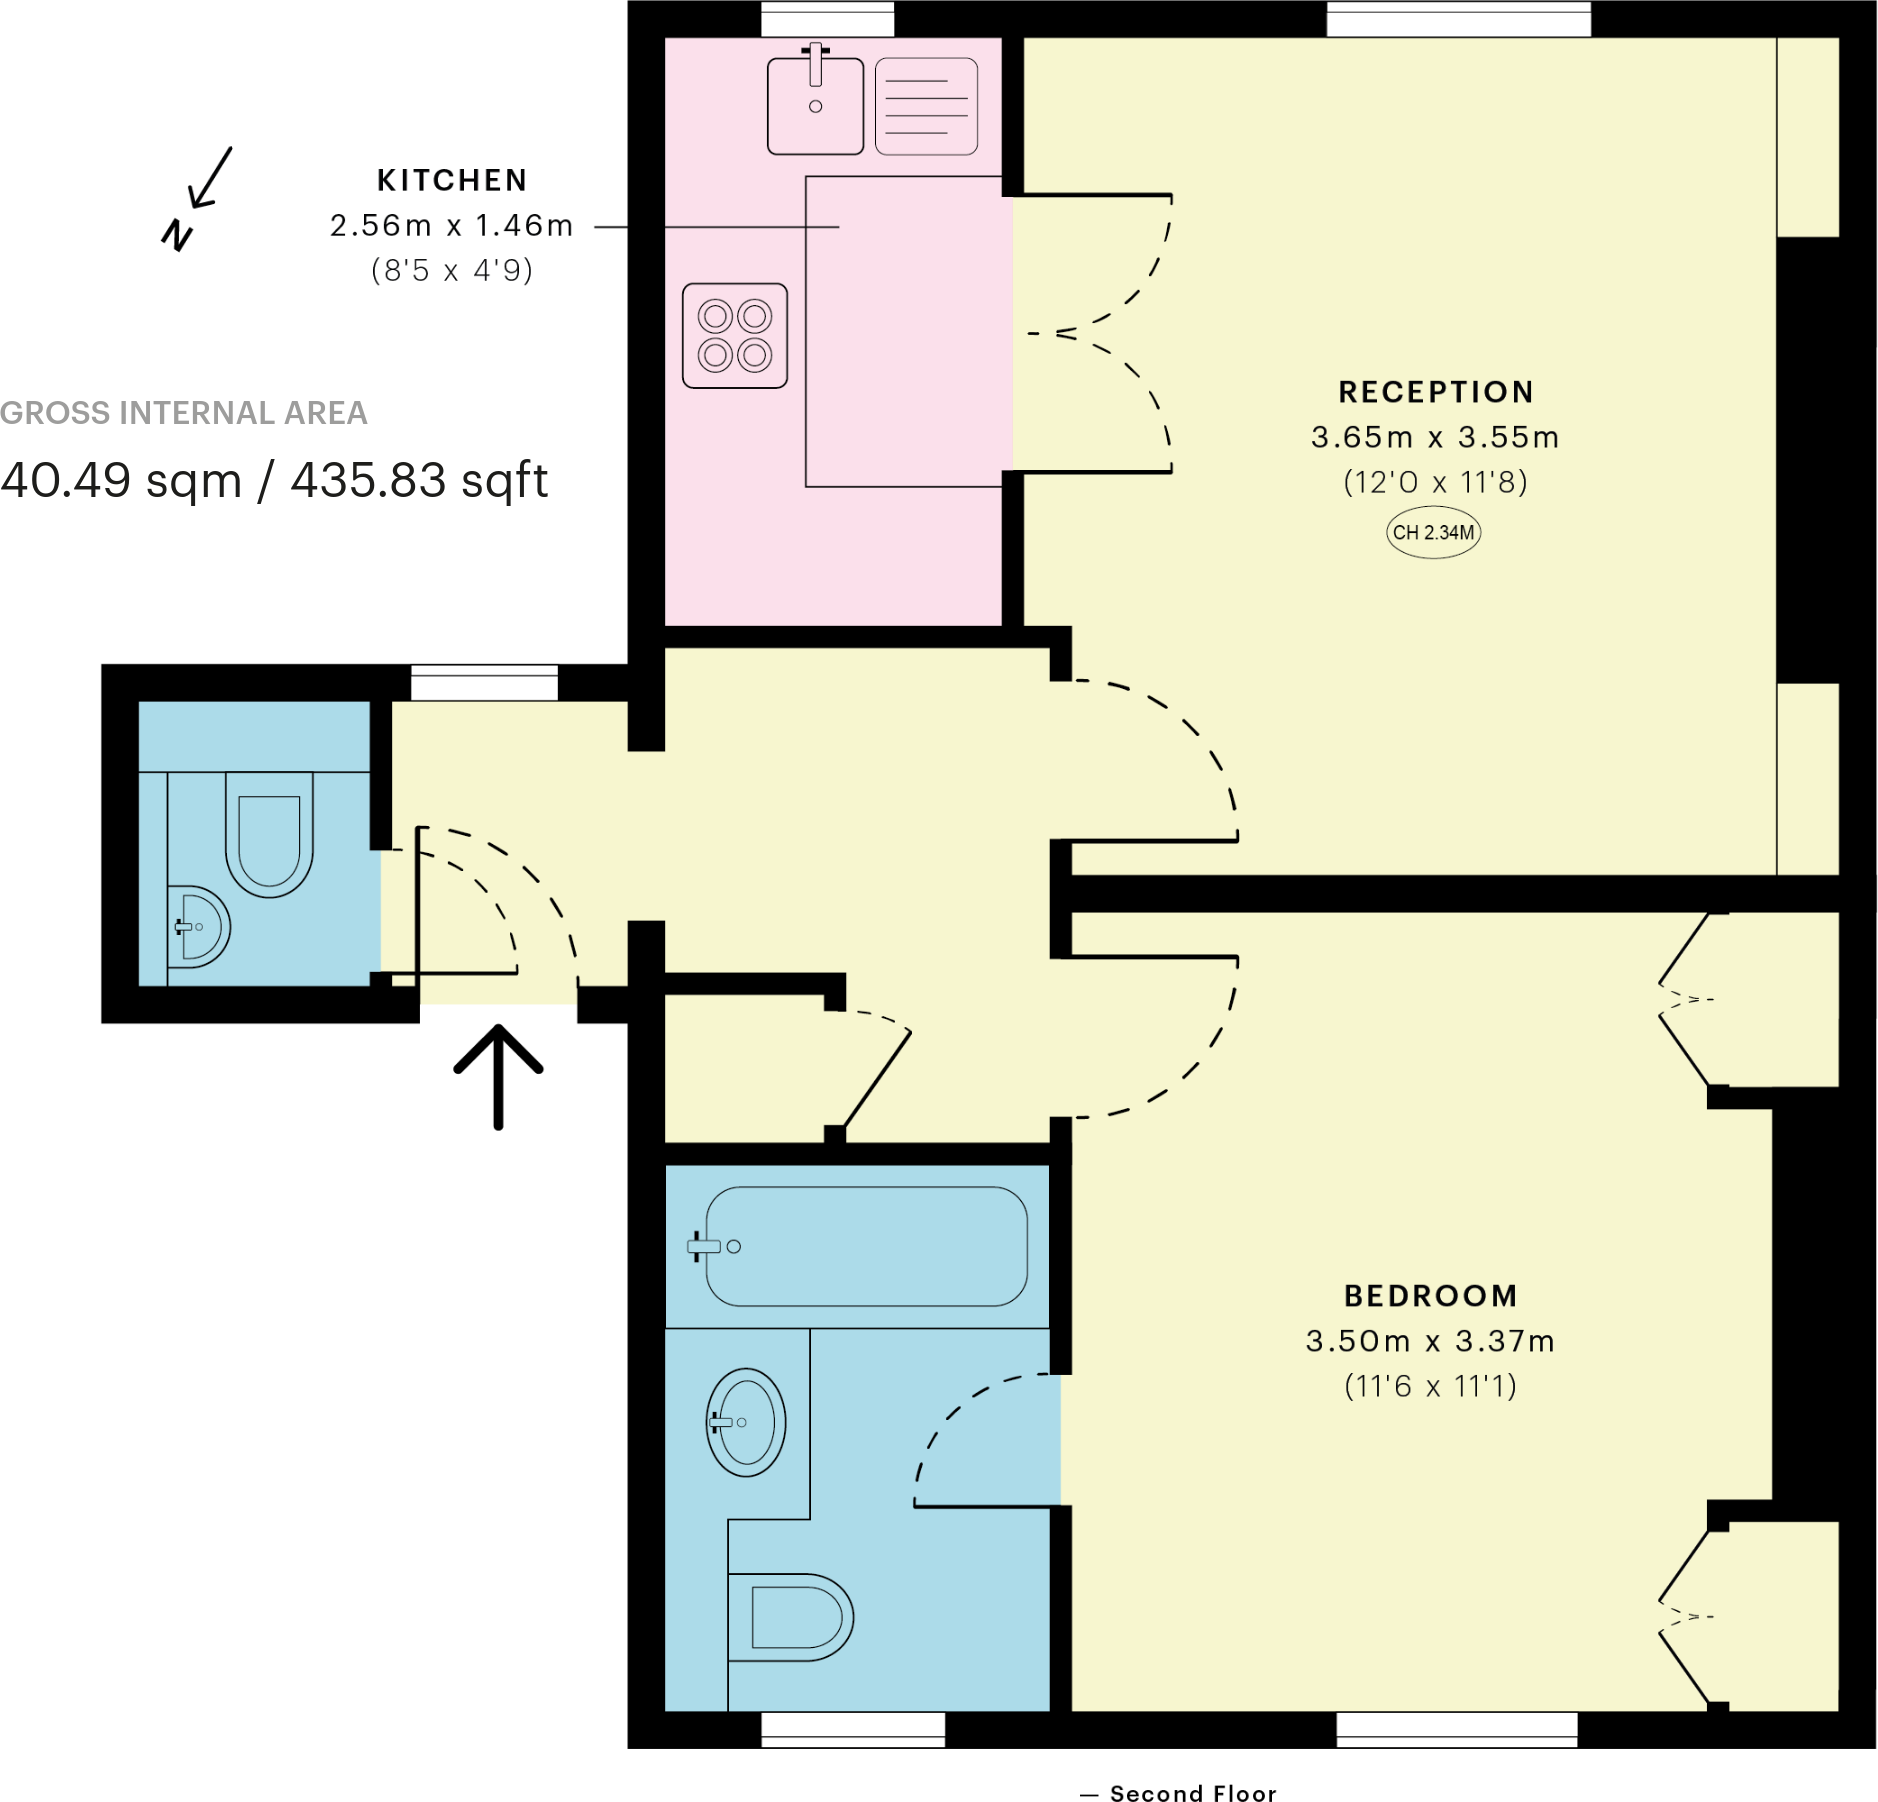 N
KITCHEN
2.56m x 1.46m
(8'5 x 4'9)
GROSS INTERNAL AREA
40.49 sqm / 435.83 sqft
RECEPTION
3.65m x 3.55m
(12'0 x 11'8)
CH 2.34M
BEDROOM
3.50m x 3.37m
(11'6 x 11'1)
— Second Floor